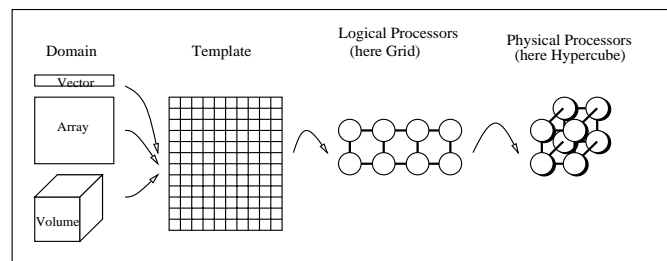 Domain
Template
Logical Processors
(here Grid)
Physical Processors
(here Hypercube)
Vector
Array
Volume